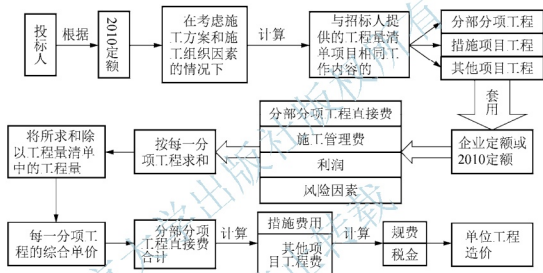 投标人
根据
2010定额
在考虑施
工方案和施
工组织因素
的情况下
计算
与招标人提
供的工程量清
单项目相同工
作内容的
分部分项工程
措施项目工程
其他项目工程
套用
企业定额或
2010定额
分部分项工程直接费
施工管理费
利润
风险因素
按每一分
项工程求和
将所求和除
以工程量清单
中的工程量
每一分项工
程的综合单价
分部分项
工程直接费
合计
计算
措施费用
其他项
目工程费
计算
规费
税金
单位工程
造价